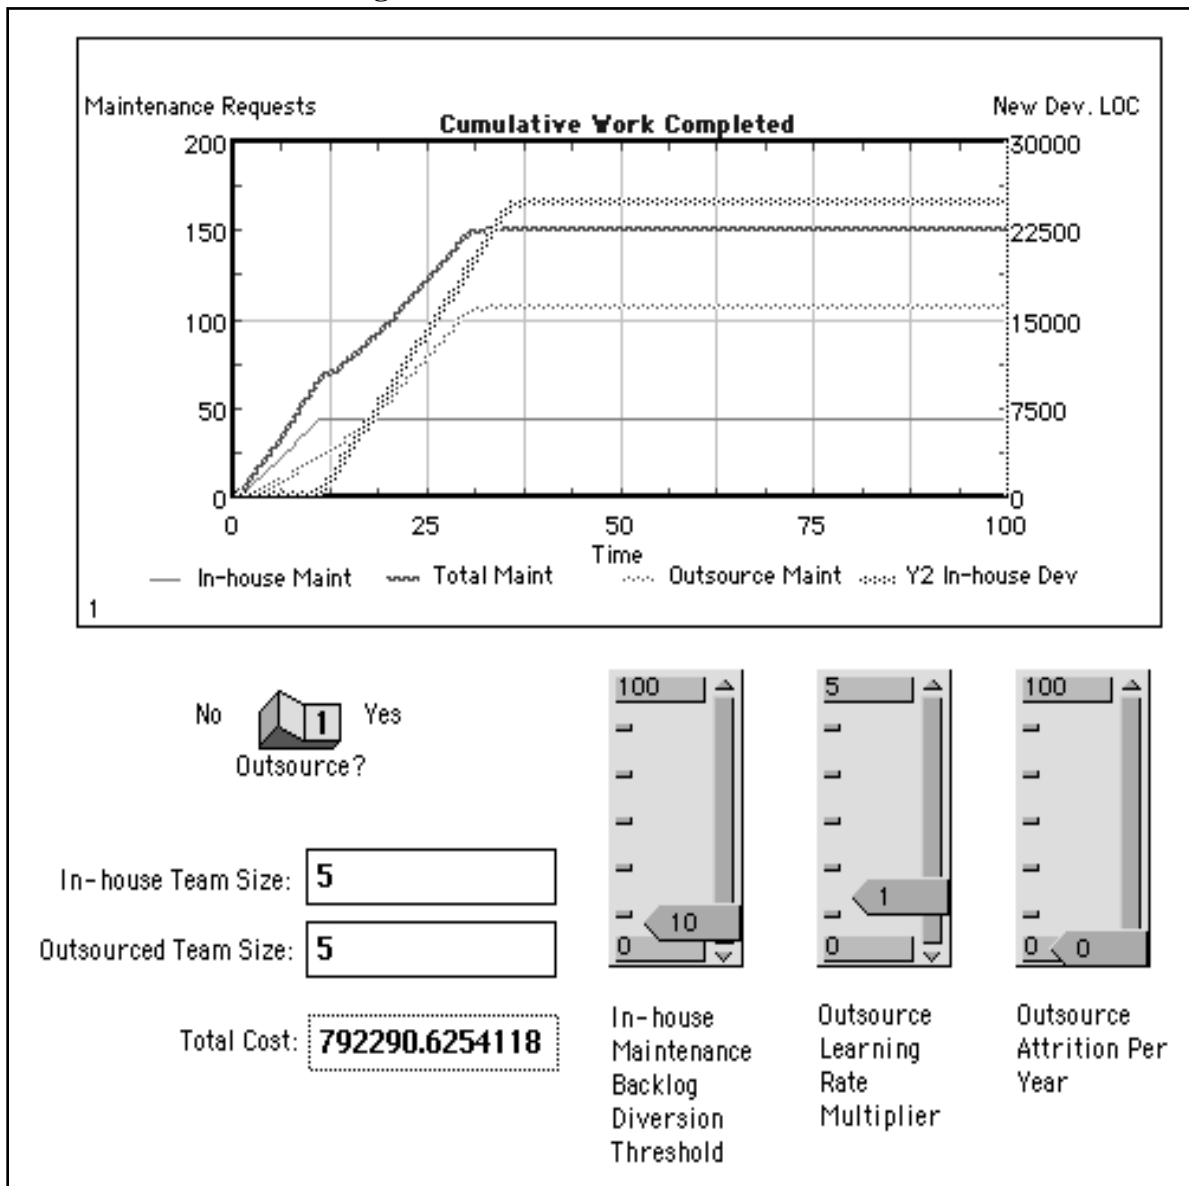 Maintenance Requests
New Dev. LOC
Cumulative Work Completed
200
30000
150
22500
100
15000
50
7500
0
0
0
25
50
75
100
Time
In-house Maint
Total Maint
Outsource Maint
Y2 In-house Dev
1
No
1
Yes
Outsource?
In-house Team Size:
5
Outsourced Team Size:
5
Total Cost:
792290.6254118
100
10
0
In-house
Maintenance
Backlog
Diversion
Threshold
5
1
0
Outsource
Learning
Rate
Multiplier
100
0
0
Outsource
Attrition Per
Year